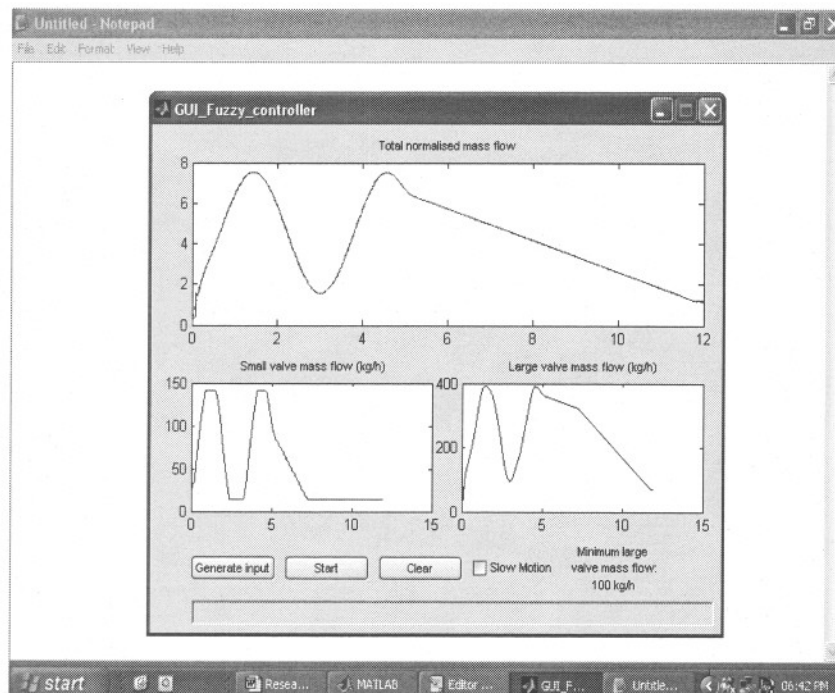 Untitled - Notepad
File Edit Format View Help
GUI_Fuzzy_controller
Total normalised mass flow
8
6
4
2
0
0 2 4 6 8 10 12
Small valve mass flow (kg/h)
150
100
50
0
0 5 10 15
Large valve mass flow (kg/h)
400
200
0
0 5 10 15
Generate input
Start
Clear
Slow Motion
Minimum large
valve mass flow:
100 kg/h
start
Resea...
MATLAB
Editor ...
GUI_F...
Untitle...
06:42 PM